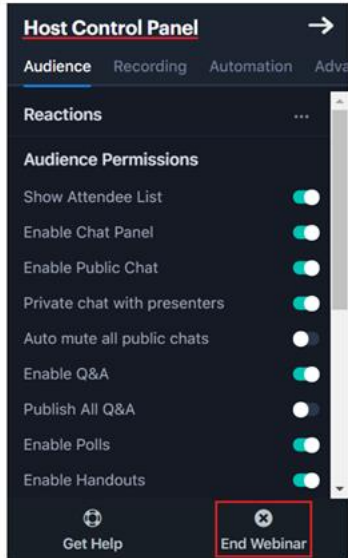 Host Control Panel
Audience Recording Automation Adva
Reactions
Audience Permissions
Show Attendee List
Enable Chat Panel
Enable Public Chat
Private chat with presenters
Auto mute all public chats
Enable Q&A
Publish All Q&A
Enable Polls
Enable Handouts
Get Help End Webinar